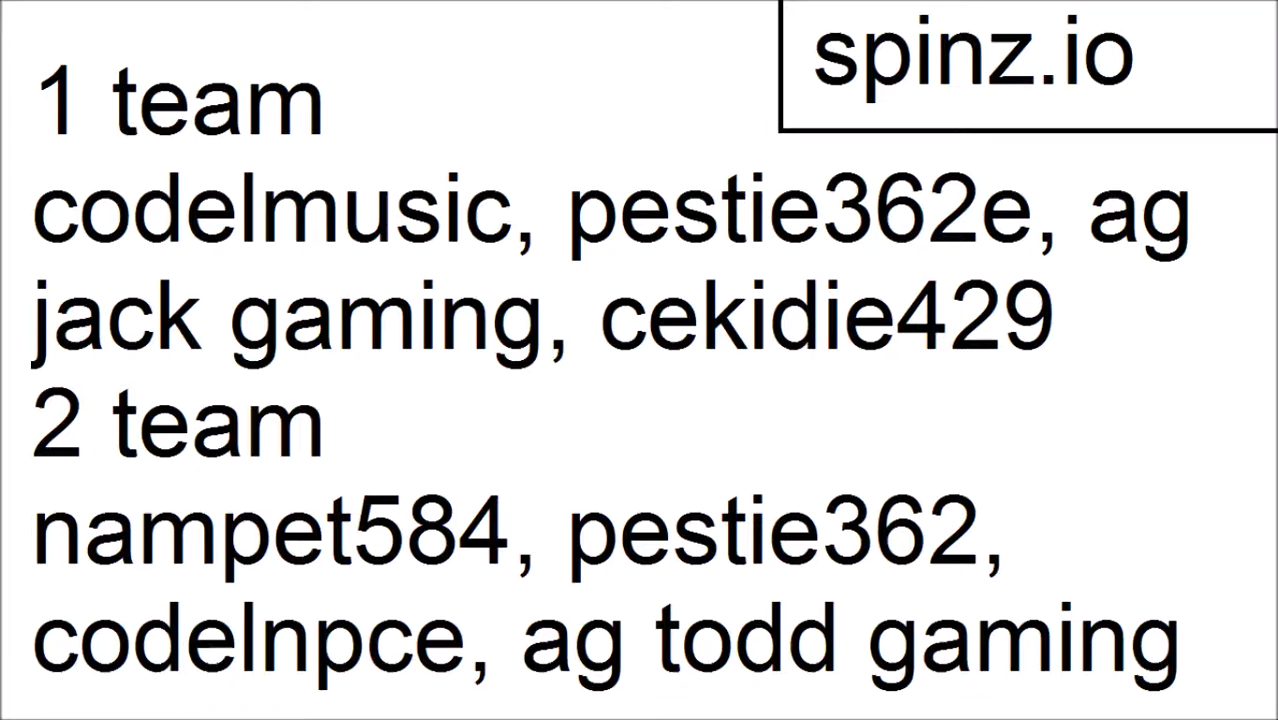 spinz.io
1 team
codelmusic, pestie362e, ag
jack gaming, cekidie429
2 team
nampet584, pestie362,
codelnpce, ag todd gaming